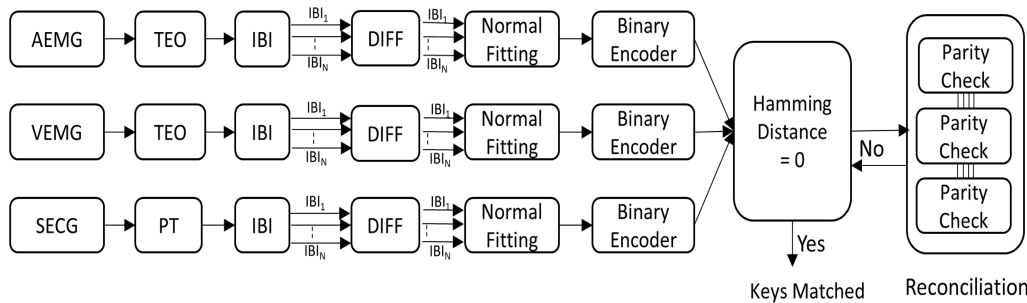 AEMG
TEO
IBI
IBI1
IBIN
DIFF
IBI1
IBIN
Normal
Fitting
Binary
Encoder
VEMG
TEO
IBI
IBI1
IBIN
DIFF
IBI1
IBIN
Normal
Fitting
Binary
Encoder
SECG
PT
IBI
IBI1
IBIN
DIFF
IBI1
IBIN
Normal
Fitting
Binary
Encoder
Hamming
Distance
= 0
No
Yes
Keys Matched
Parity
Check
Parity
Check
Parity
Check
Reconciliation